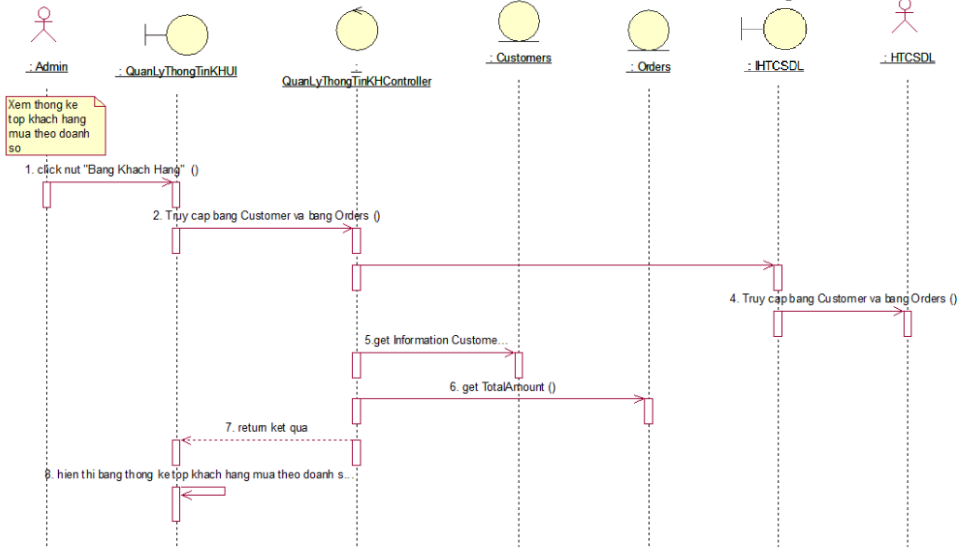 : Admin
: QuanLyThongTinKHUI
:
QuanLyThongTinKHController
: Customers
: Orders
: IHTCSDL
: HTCSDL
Xem thong ke
top khach hang
mua theo doanh
so
1. click nut "Bang Khach Hang" ()
2. Truy cap bang Customer va bang Orders ()
4. Truy cap bang Customer va bang Orders ()
5.get Information Custome...
6. get TotalAmount ()
7. return ket qua
8. hien thi bang thong ke top khach hang mua theo doanh s...